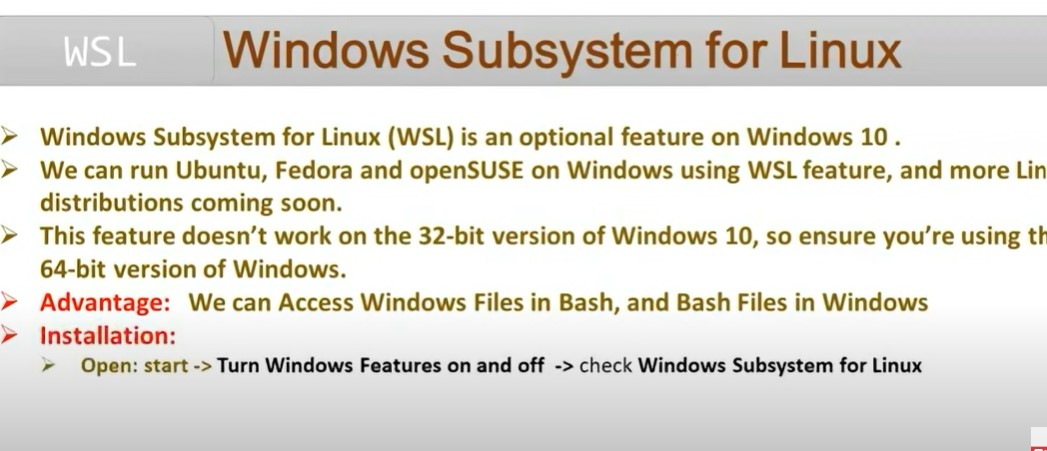 WSL
Windows Subsystem for Linux
➢ Windows Subsystem for Linux (WSL) is an optional feature on Windows 10 .
➢ We can run Ubuntu, Fedora and openSUSE on Windows using WSL feature, and more Lin
distributions coming soon.
➢ This feature doesn’t work on the 32-bit version of Windows 10, so ensure you’re using th
64-bit version of Windows.
➢ Advantage: We can Access Windows Files in Bash, and Bash Files in Windows
➢ Installation:
➢ Open: start -> Turn Windows Features on and off -> check Windows Subsystem for Linux